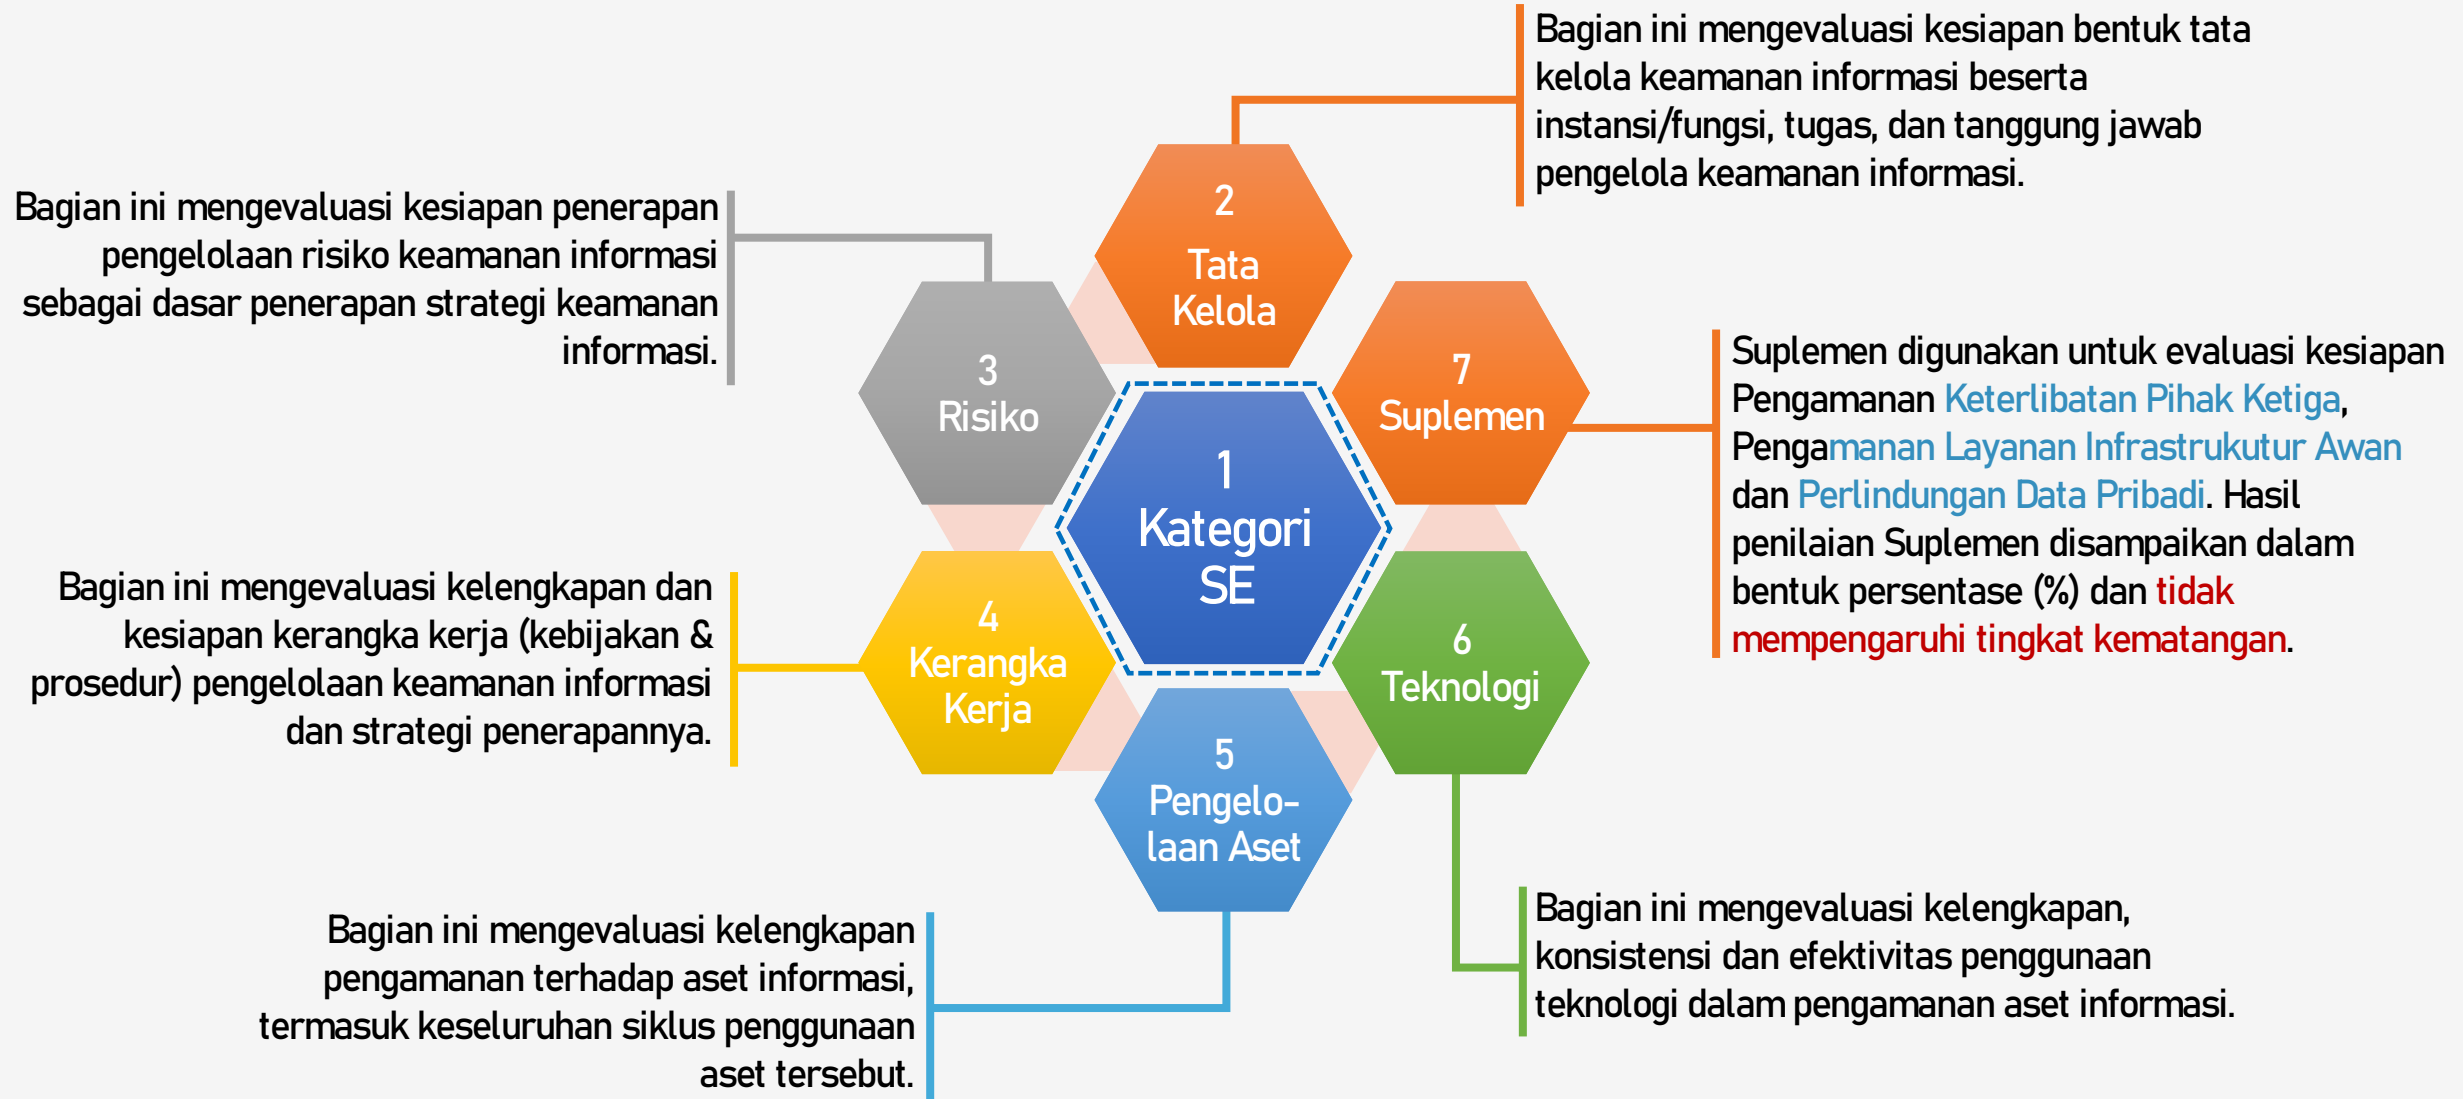 1
Kategori
SE
2
Tata
Kelola
Bagian ini mengevaluasi kesiapan bentuk tata
kelola keamanan informasi beserta
instansi/fungsi, tugas, dan tanggung jawab
pengelola keamanan informasi.
3
Risiko
Bagian ini mengevaluasi kesiapan penerapan
pengelolaan risiko keamanan informasi
sebagai dasar penerapan strategi keamanan
informasi.
4
Kerangka
Kerja
Bagian ini mengevaluasi kelengkapan dan
kesiapan kerangka kerja (kebijakan &
prosedur) pengelolaan keamanan informasi
dan strategi penerapannya.
5
Pengelo-
laan Aset
Bagian ini mengevaluasi kelengkapan
pengamanan terhadap aset informasi,
termasuk keseluruhan siklus penggunaan
aset tersebut.
6
Teknologi
Bagian ini mengevaluasi kelengkapan,
konsistensi dan efektivitas penggunaan
teknologi dalam pengamanan aset informasi.
7
Suplemen
Suplemen digunakan untuk evaluasi kesiapan
Pengamanan Keterlibatan Pihak Ketiga,
Pengamanan Layanan Infrastrukutur Awan
dan Perlindungan Data Pribadi. Hasil
penilaian Suplemen disampaikan dalam
bentuk persentase (%) dan tidak
mempengaruhi tingkat kematangan.